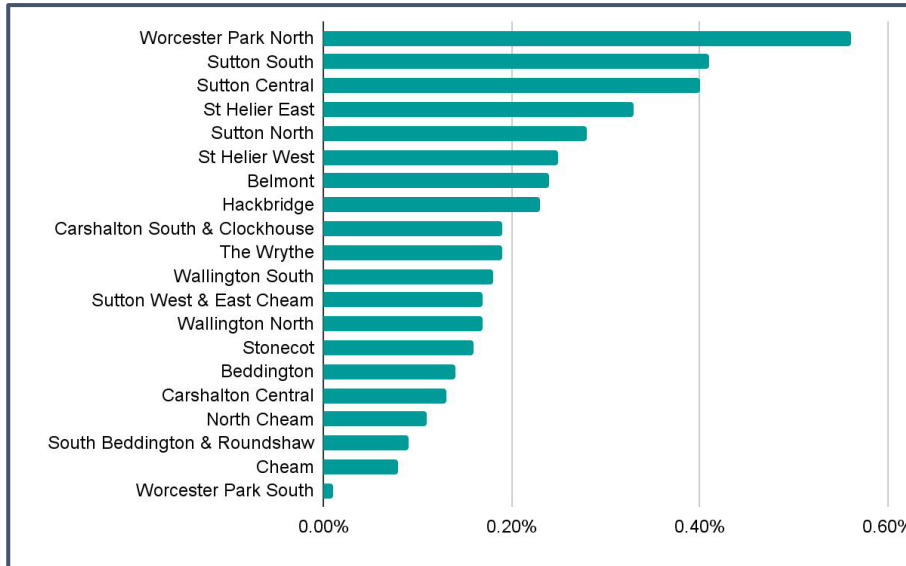 Worcester Park North
Sutton South
Sutton Central
St Helier East
Sutton North
St Helier West
Belmont
Hackbridge
Carshalton South & Clockhouse
The Wrythe
Wallington South
Sutton West & East Cheam
Wallington North
Stonecot
Beddington
Carshalton Central
North Cheam
South Beddington & Roundshaw
Cheam
Worcester Park South
0.00% 0.20% 0.40% 0.60%